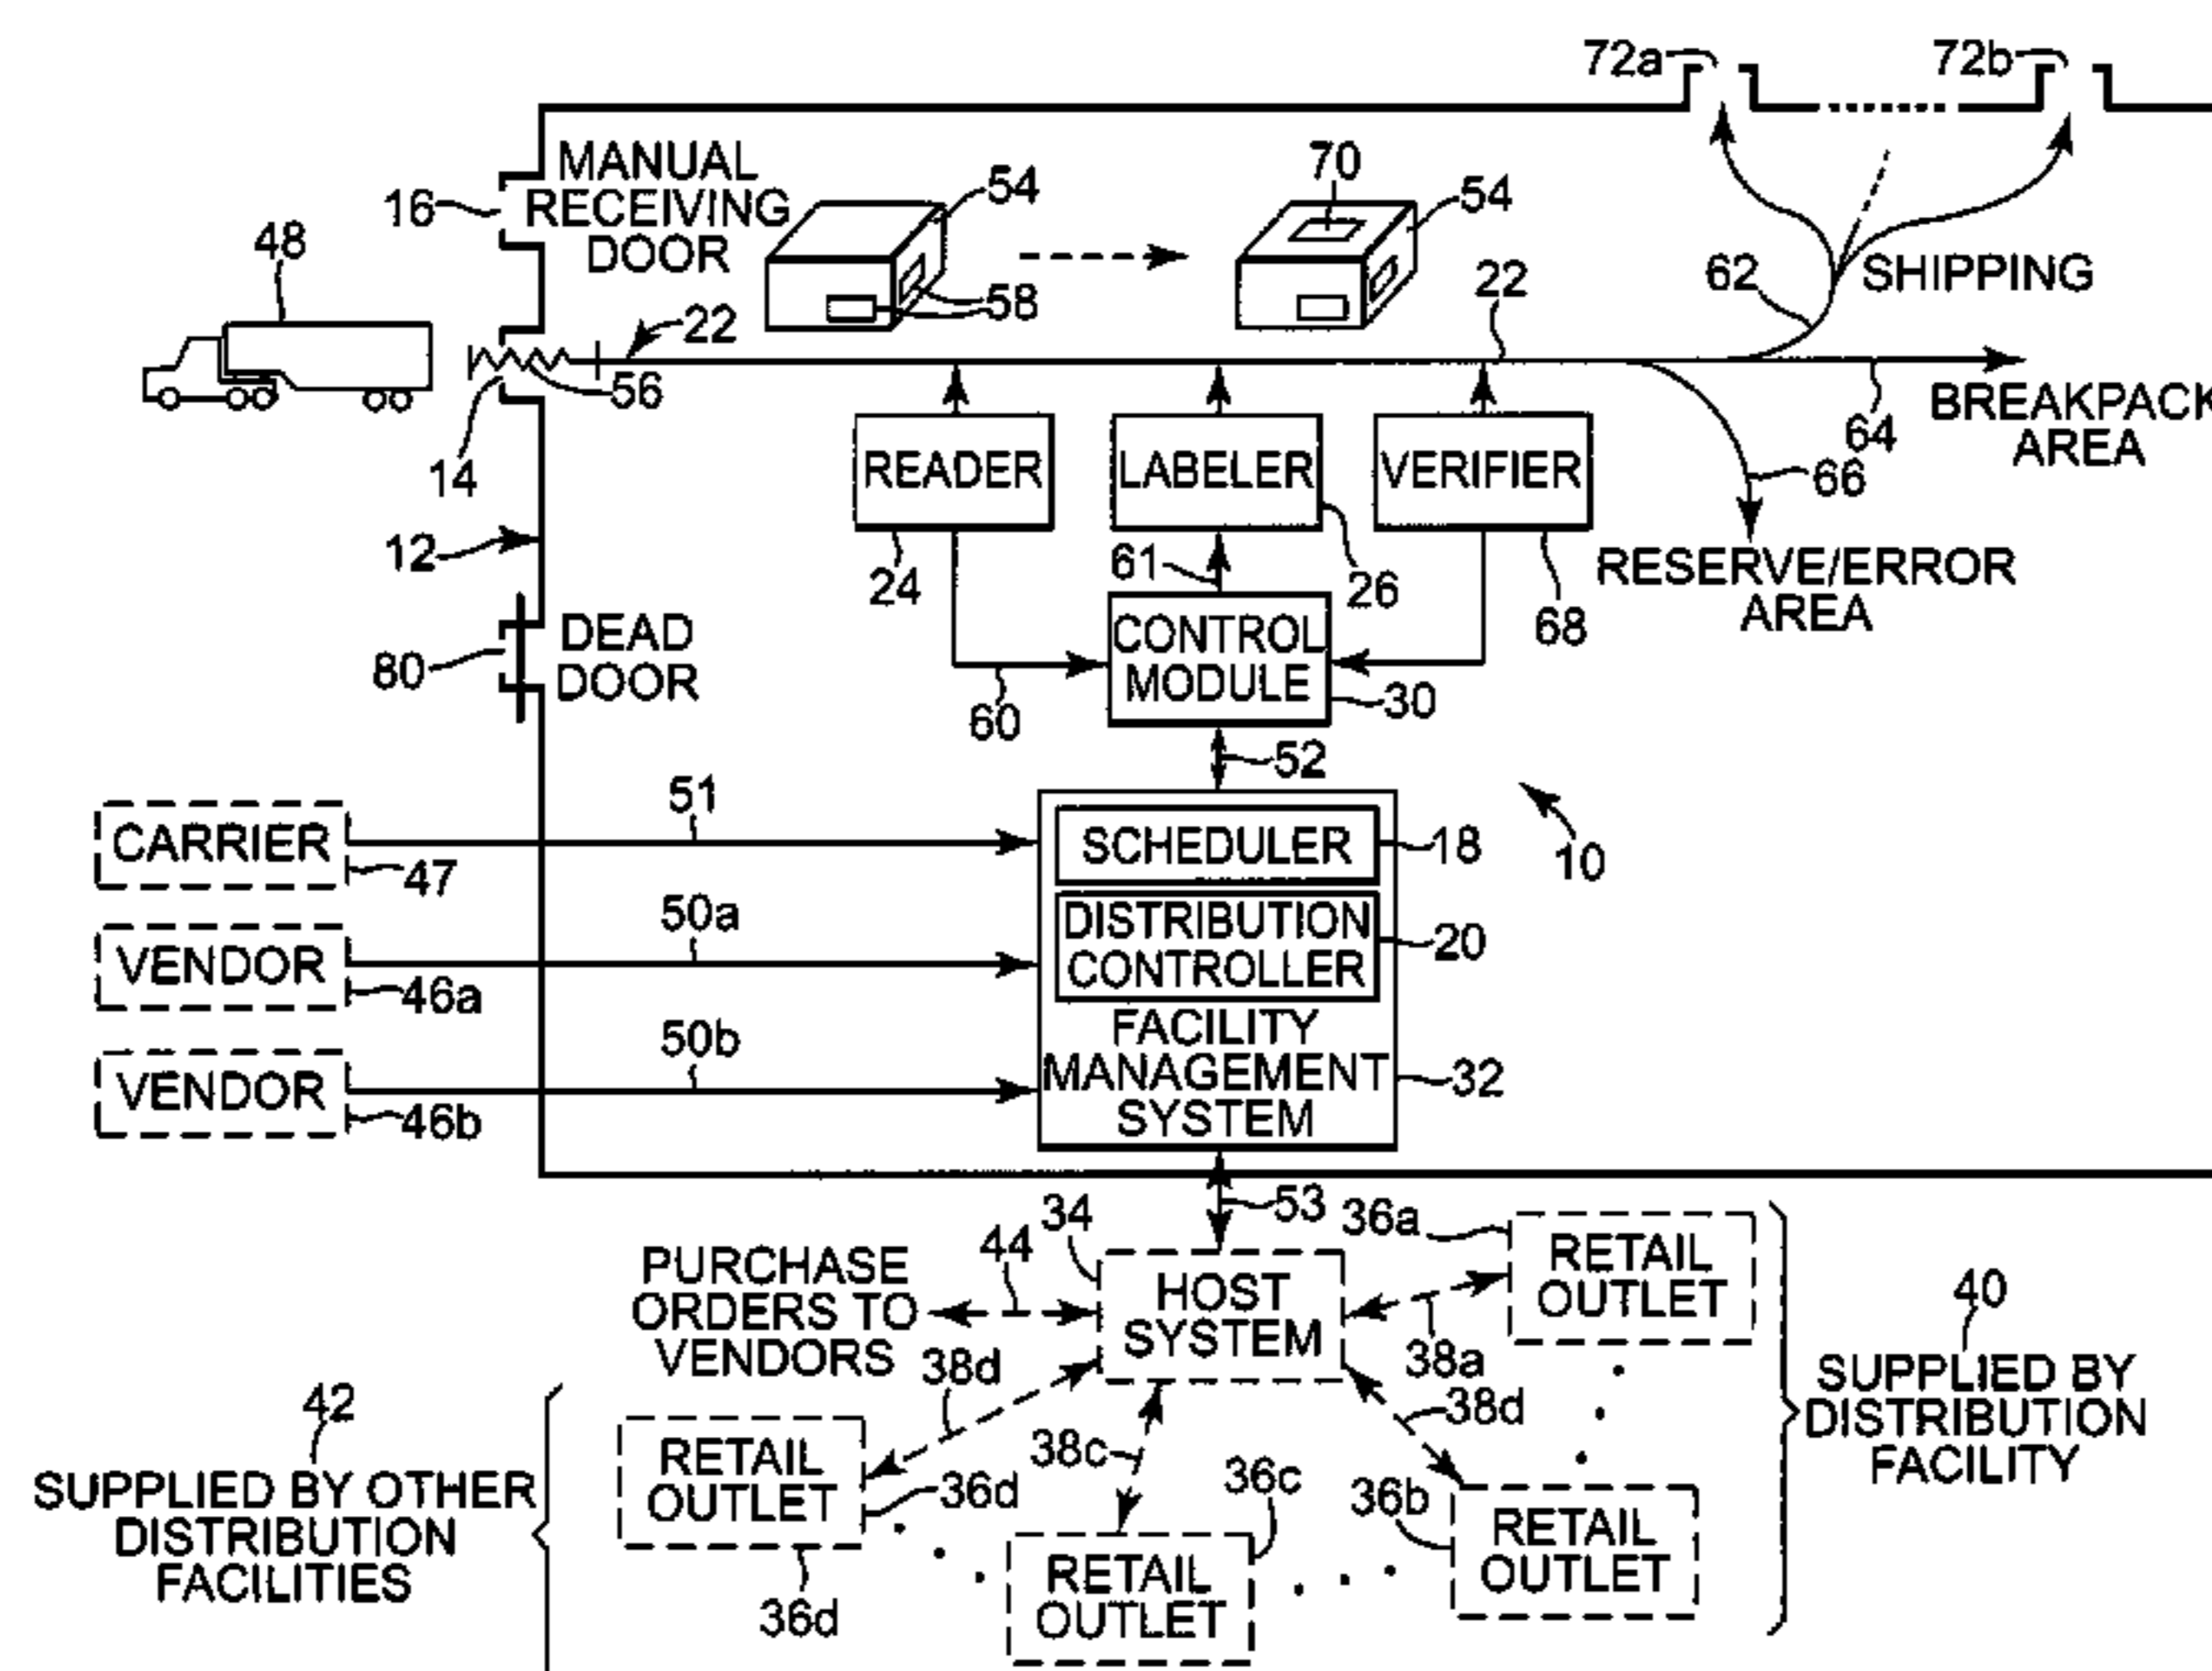 72a
72b
MANUAL
RECEIVING
DOOR
16
54
70
54
48
58
22
22
62
SHIPPING
56
14
READER
LABELER
VERIFIER
64
BREAKPACK
AREA
66
12
24
61
26
68
RESERVE/ERROR
AREA
DEAD
DOOR
80
CONTROL
MODULE
30
60
52
51
CARRIER
47
SCHEDULER
18
10
50a
VENDOR
46a
DISTRIBUTION
CONTROLLER
20
50b
VENDOR
46b
FACILITY
MANAGEMENT
SYSTEM
32
53
34
44
36a
PURCHASE
ORDERS TO
VENDORS
HOST
SYSTEM
RETAIL
OUTLET
38a
40
SUPPLIED BY
DISTRIBUTION
FACILITY
38d
38d
42
SUPPLIED BY OTHER
DISTRIBUTION
FACILITIES
RETAIL
OUTLET
36d
36d
38c
36c
RETAIL
OUTLET
36b
RETAIL
OUTLET